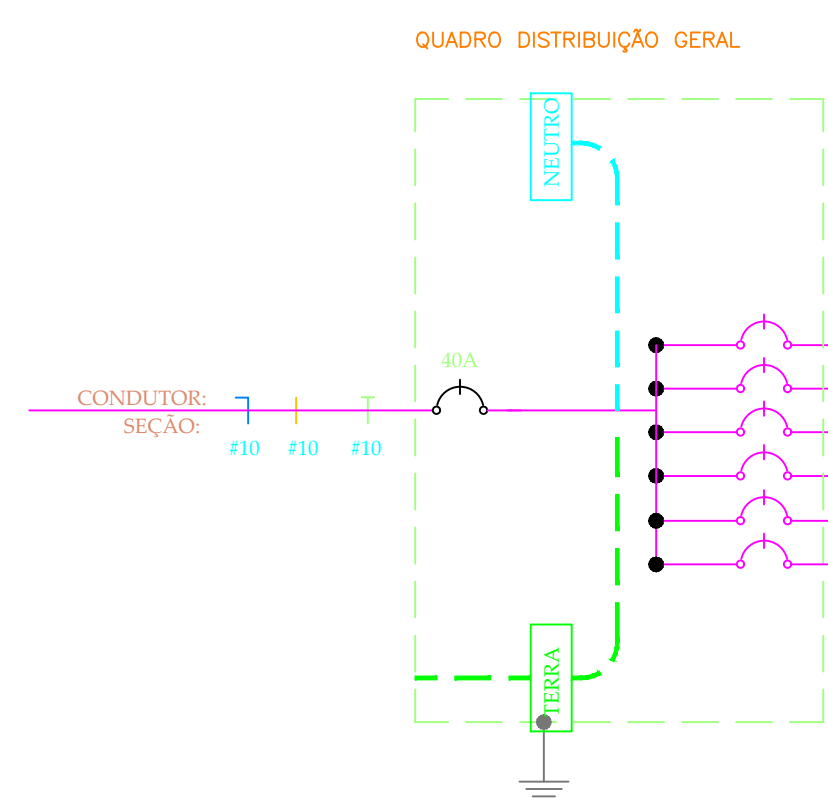 QUADRO DISTRIBUIÇÃO GERAL
NEUTRO
40A
CONDUTOR:
SEÇÃO:
#10 #10 #10
TERRA